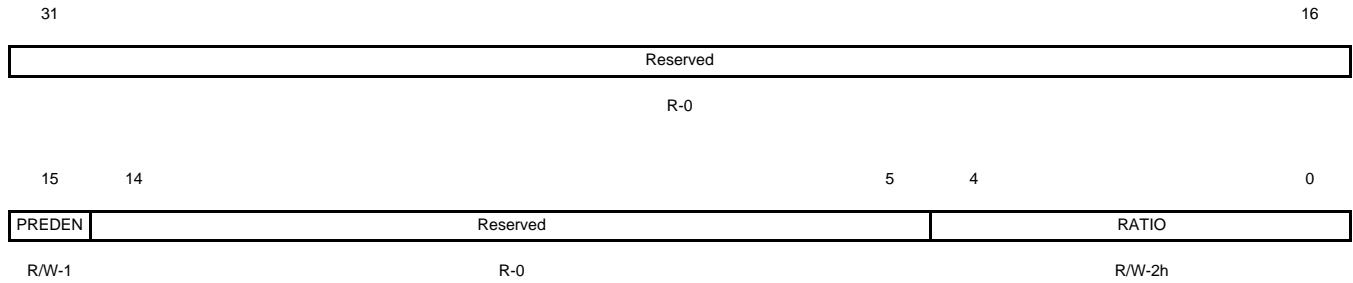 31 16
Reserved
R-0
15 14 5 4 0
PREDEN Reserved RATIO
R/W-1 R-0 R/W-2h